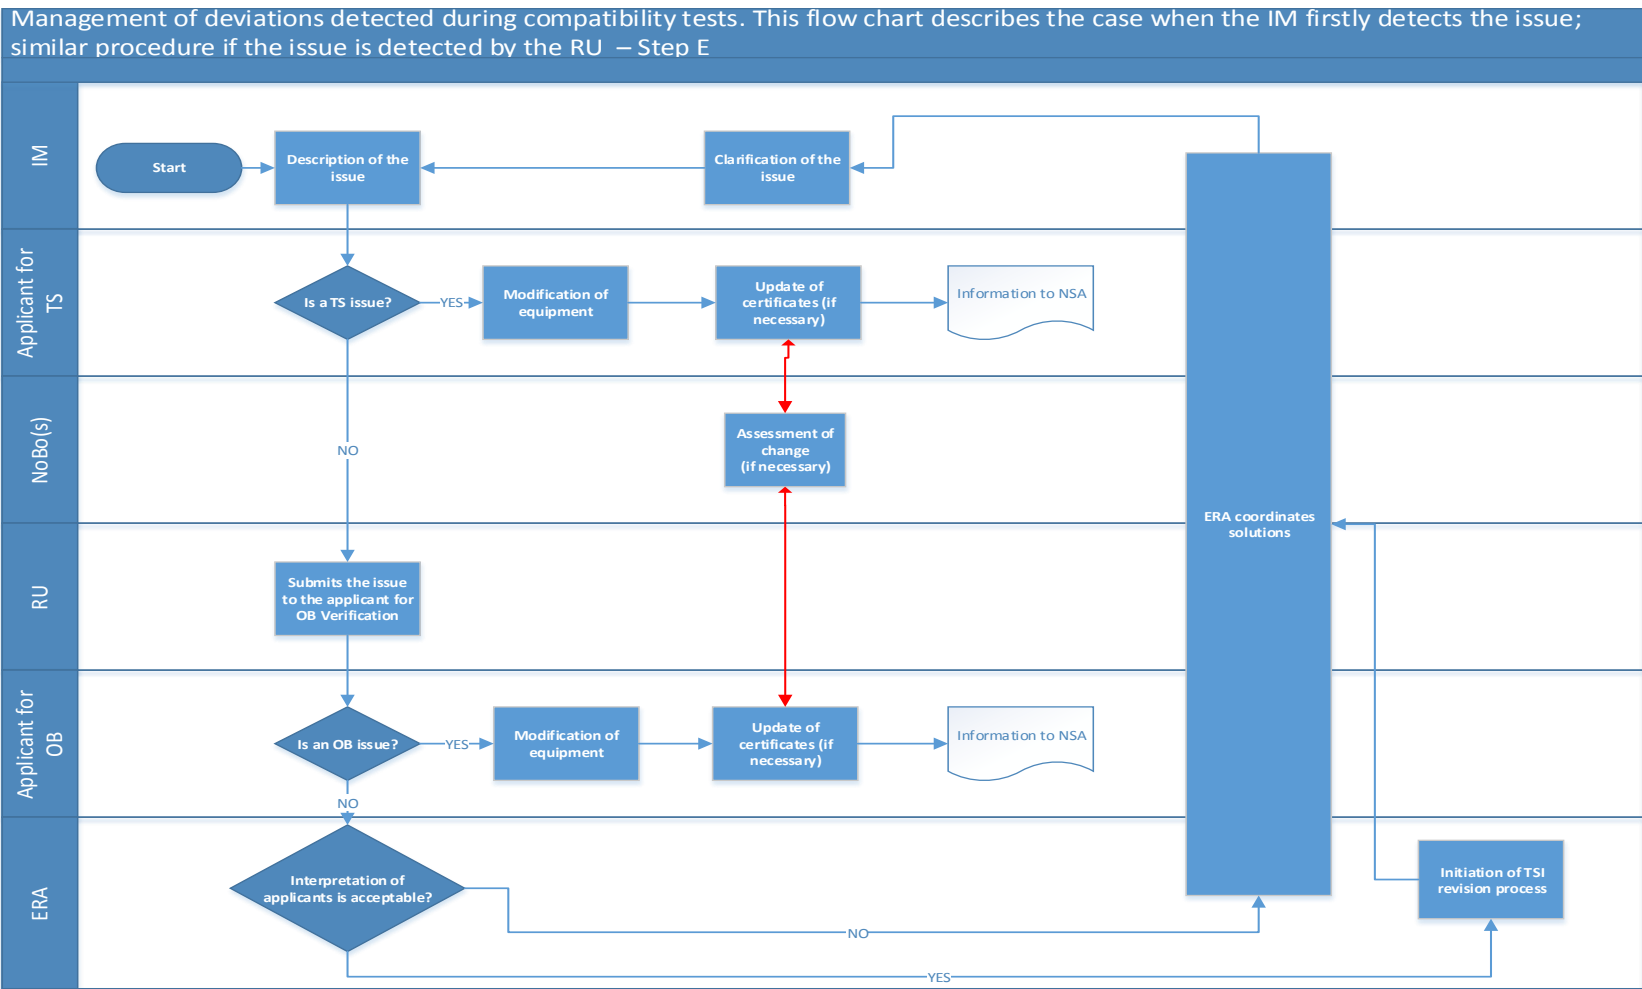 Management of deviations detected during compatibility tests. This flow chart describes the case when the IM firstly detects the issue;
similar procedure if the issue is detected by the RU – Step E
IM
Start
Description of the
issue
Clarification of the
issue
Applicant for
TS
Is a TS issue?
YES
Modification of
equipment
Update of
certificates (if
necessary)
Information to NSA
NoBo(s)
NO
Assessment of
change
(if necessary)
ERA coordinates
solutions
RU
Submits the issue
to the applicant for
OB Verification
Applicant for
OB
Is an OB issue?
YES
Modification of
equipment
Update of
certificates (if
necessary)
Information to NSA
NO
ERA
Interpretation of
applicants is acceptable?
Initiation of TSI
revision process
NO
YES